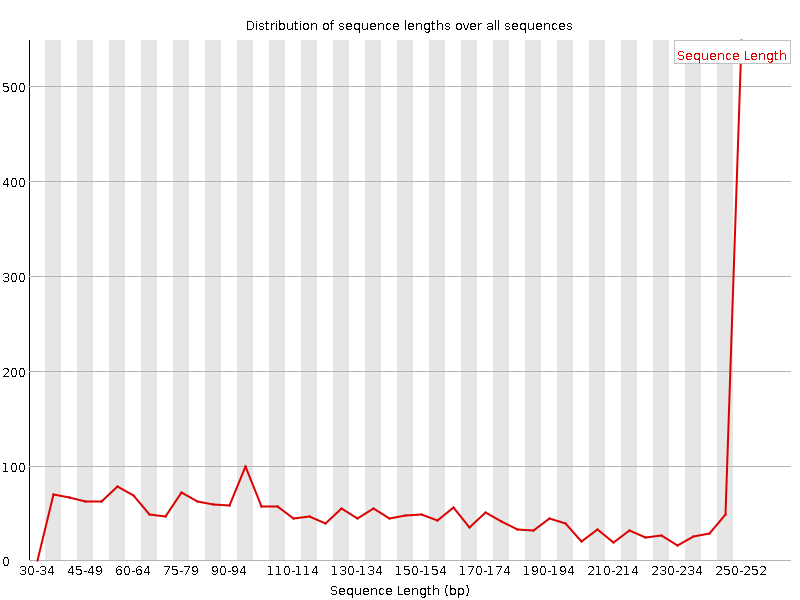 Distribution of sequence lengths over all sequences
Sequence Length
500
400
300
200
100
0
30-34 45-49 60-64 75-79 90-94 110-114 130-134 150-154 170-174 190-194 210-214 230-234 250-252
Sequence Length (bp)